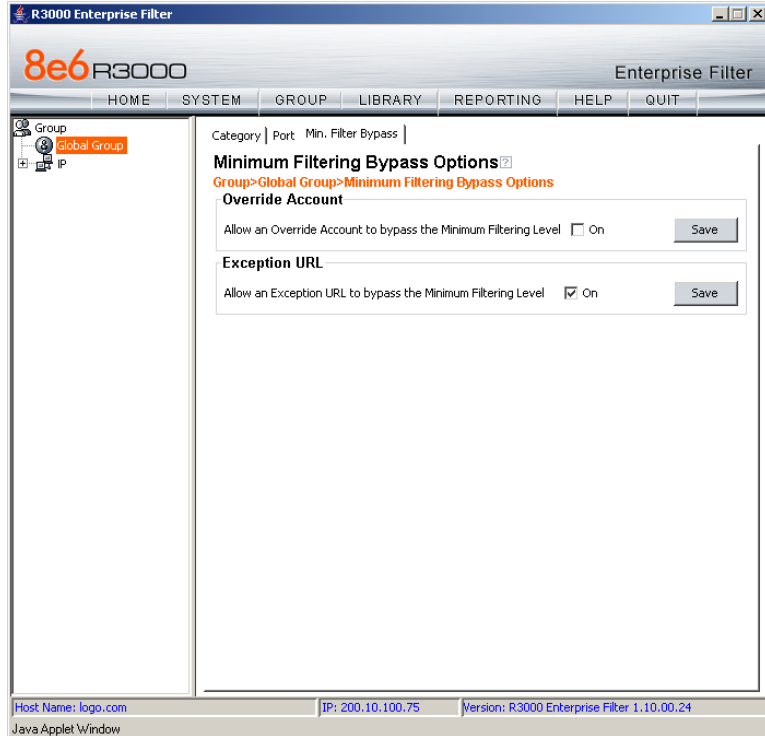 R3000 Enterprise Filter
8e6 R3000
Enterprise Filter
HOME SYSTEM GROUP LIBRARY REPORTING HELP QUIT
Group
Global Group
IP
Category Port Min. Filter Bypass
Minimum Filtering Bypass Options ?
Group>Global Group>Minimum Filtering Bypass Options
Override Account
Allow an Override Account to bypass the Minimum Filtering Level On Save
Exception URL
Allow an Exception URL to bypass the Minimum Filtering Level On Save
Host Name: logo.com IP: 200.10.100.75 Version: R3000 Enterprise Filter 1.10.00.24
Java Applet Window